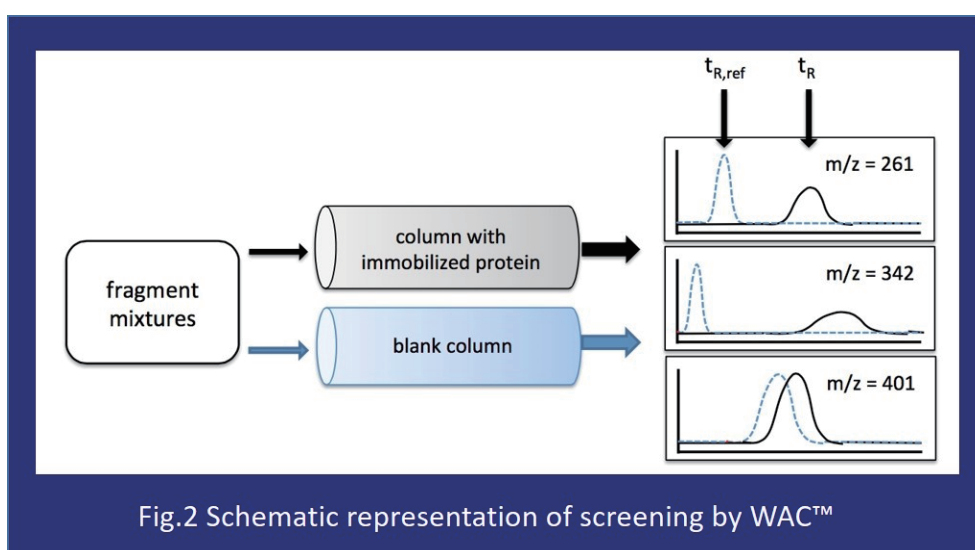 t_R,ref t_R
m/z = 261
column with
immobilized protein
fragment
mixtures
m/z = 342
blank column
m/z = 401
Fig.2 Schematic representation of screening by WAC™